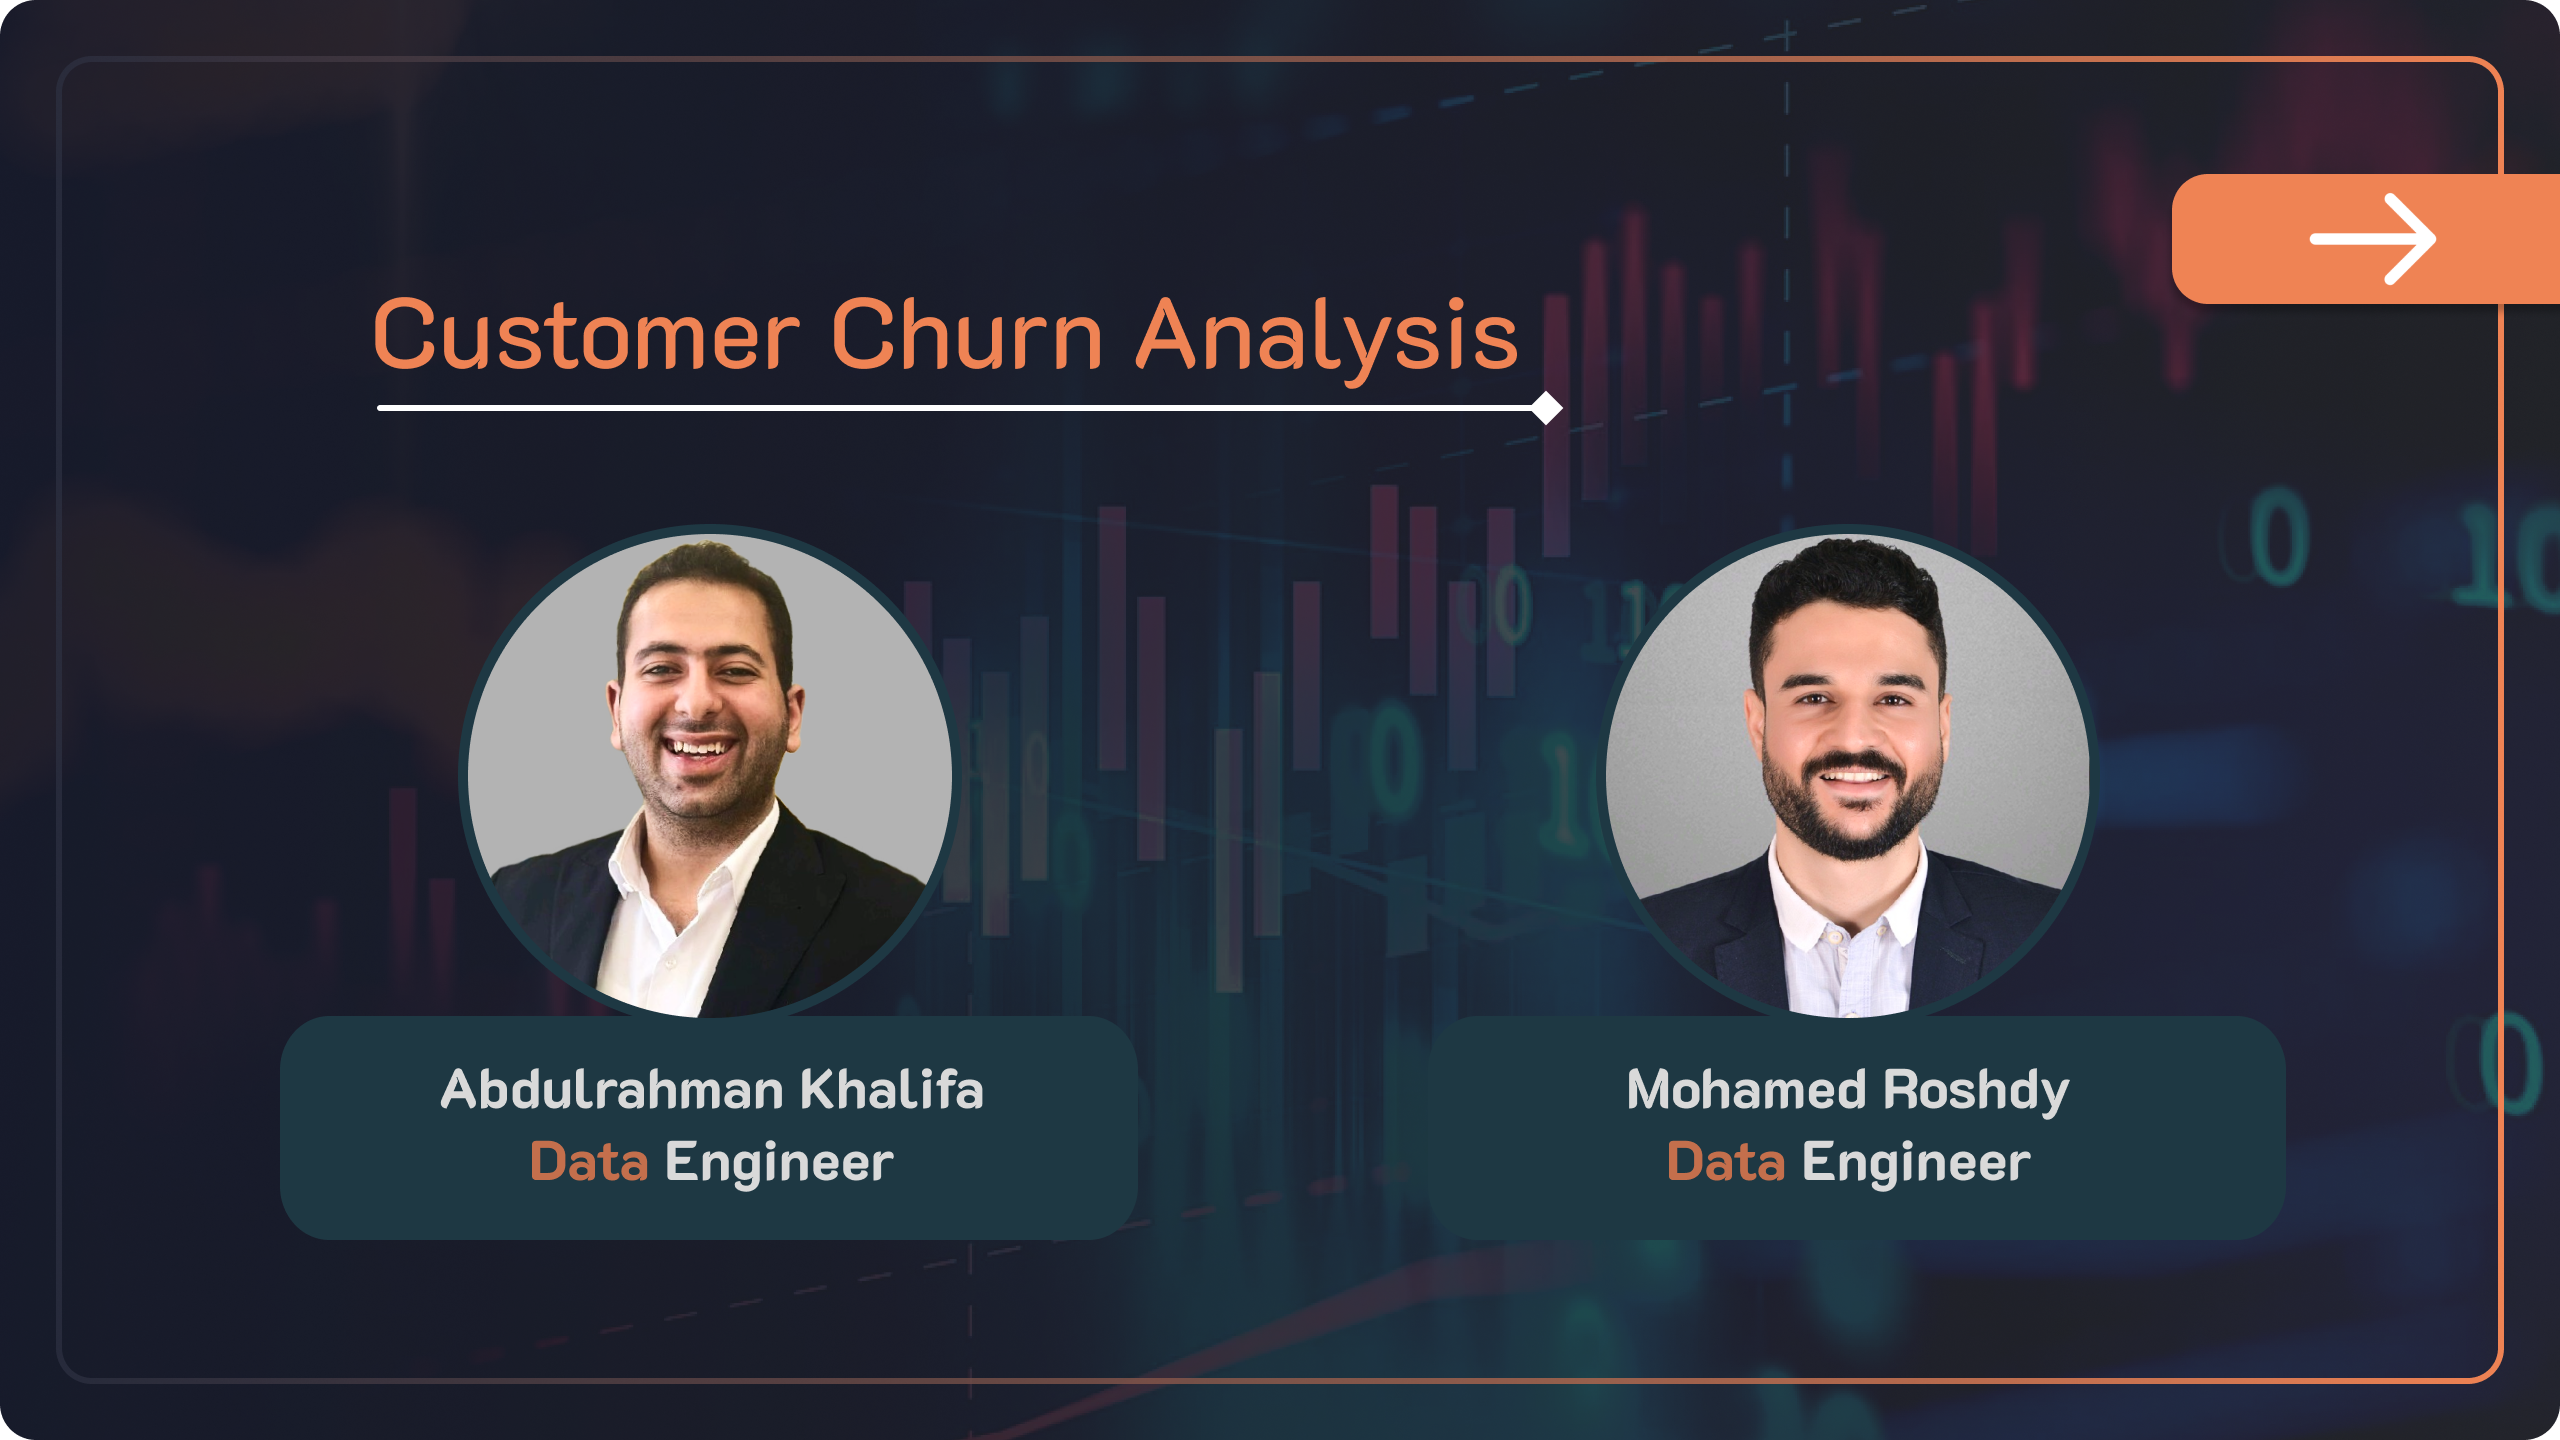 Customer Churn Analysis
Abdulrahman Khalifa
Data Engineer
Mohamed Roshdy
Data Engineer